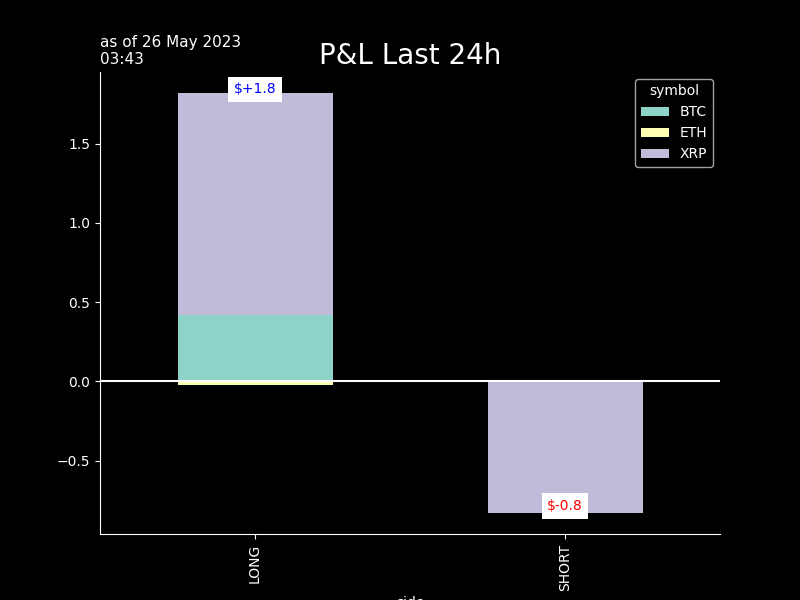 as of 26 May 2023
03:43
P&L Last 24h
$+1.8
symbol
BTC
ETH
XRP
1.5
1.0
0.5
0.0
−0.5
$-0.8
LONG
SHORT
side